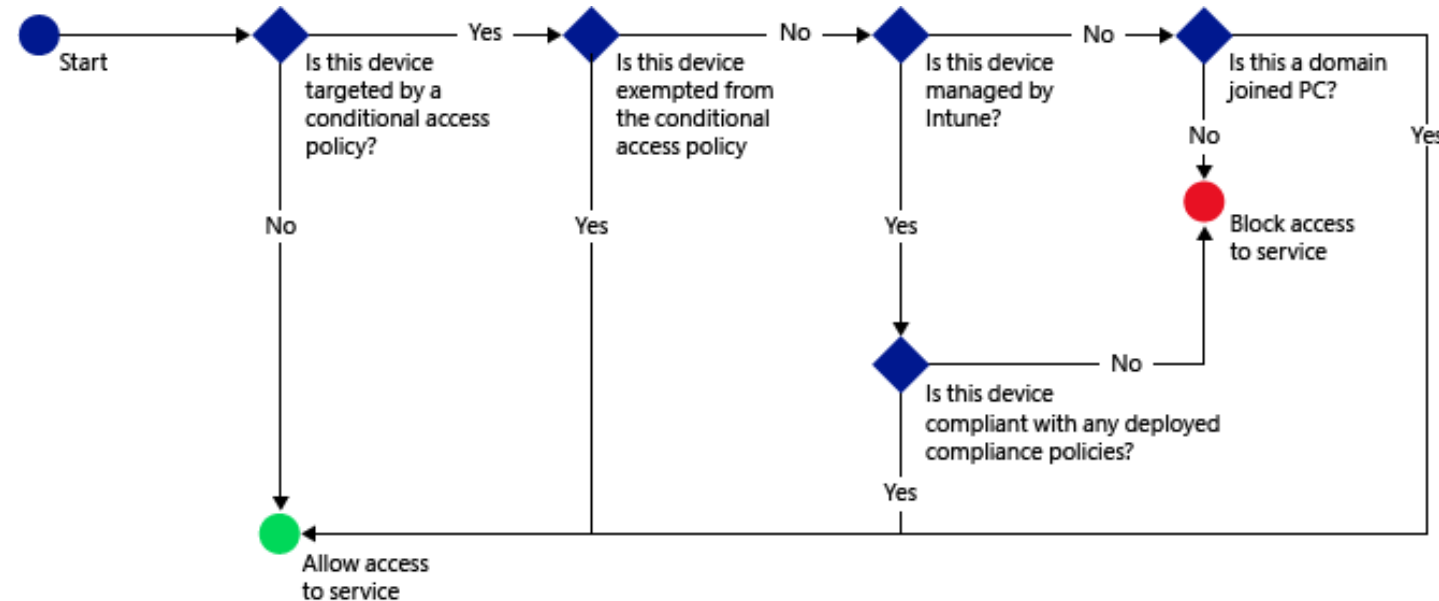 Start
Yes
Is this device
targeted by a
conditional access
policy?
No
No
Is this device
exempted from
the conditional
access policy
Yes
No
Is this device
managed by
Intune?
Yes
Is this a domain
joined PC?
No
Yes
Block access
to service
No
Is this device
compliant with any deployed
compliance policies?
Yes
Allow access
to service